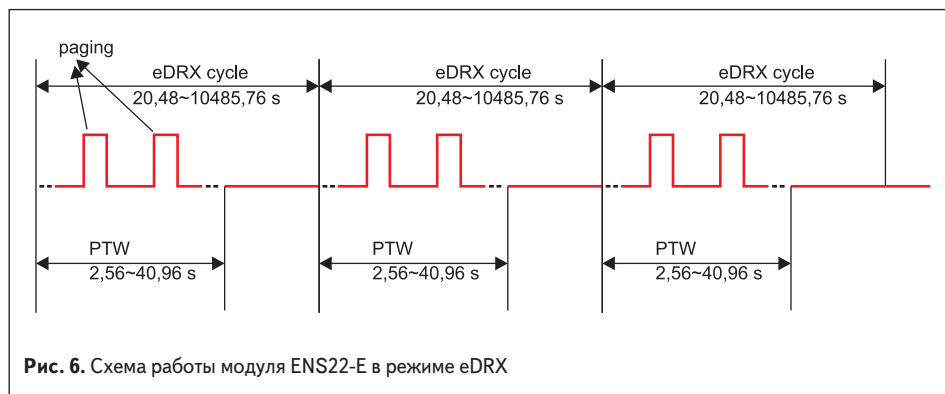 paging
eDRX cycle
20,48~10485,76 s
eDRX cycle
20,48~10485,76 s
eDRX cycle
20,48~10485,76 s
PTW
2,56~40,96 s
PTW
2,56~40,96 s
PTW
2,56~40,96 s
Рис. 6. Схема работы модуля ENS22-E в режиме eDRX